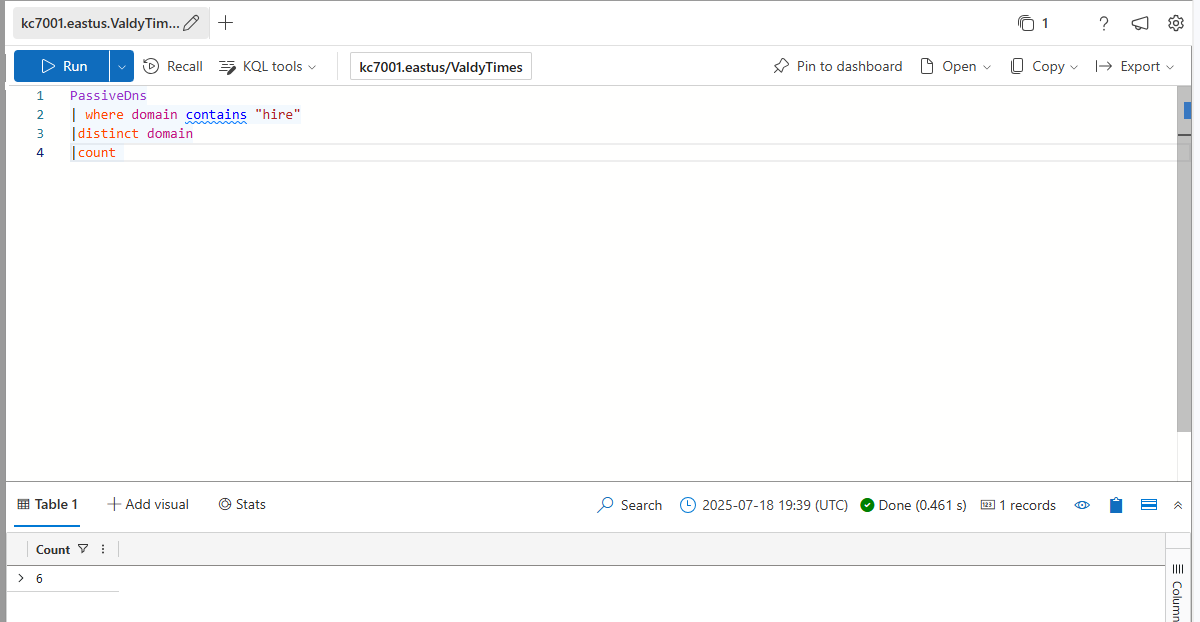 kc7001.eastus.ValdyTim...
1
Run Recall KQL tools kc7001.eastus/ValdyTimes Pin to dashboard Open Copy Export
1 PassiveDns
2 | where domain contains "hire"
3 |distinct domain
4 |count
Table 1 Add visual Stats Search 2025-07-18 19:39 (UTC) Done (0.461 s) 123 1 records
Count
6
Column